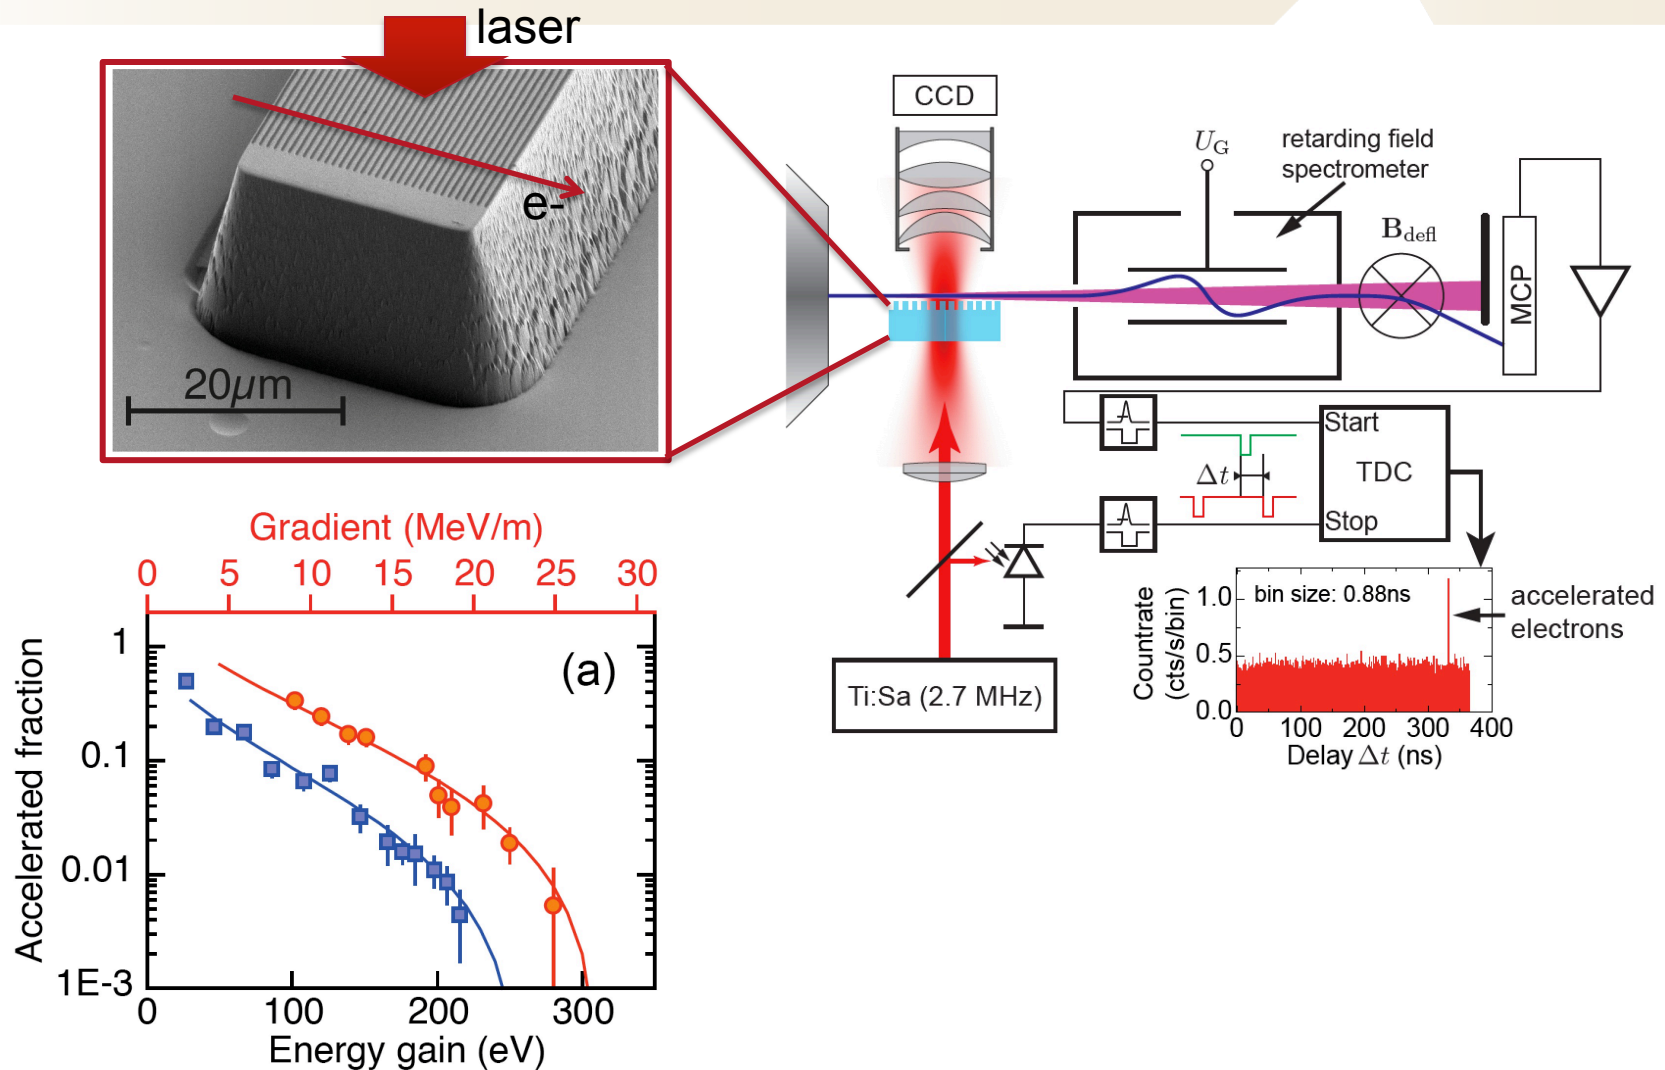 laser
e-
20µm
CCD
U_G
retarding field
spectrometer
B_defl
MCP
Start
TDC
Stop
Δt
Ti:Sa (2.7 MHz)
Countrate
(cts/s/bin)
1.0
0.5
0.0
bin size: 0.88ns
accelerated
electrons
0 100 200 300 400
Delay Δt (ns)
Gradient (MeV/m)
0 5 10 15 20 25 30
Accelerated fraction
1
0.1
0.01
1E-3
(a)
0 100 200 300
Energy gain (eV)